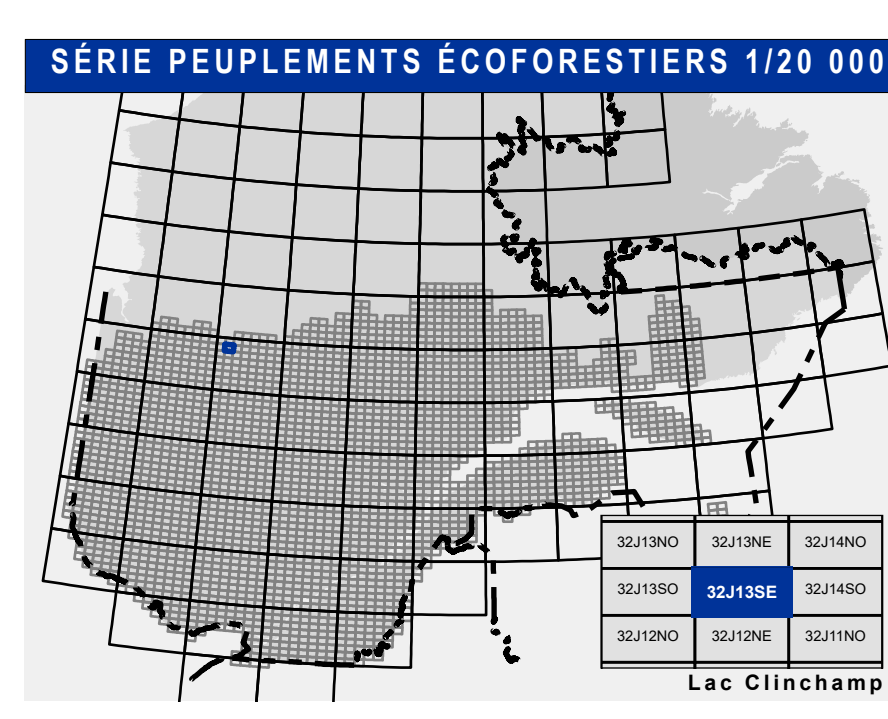 SÉRIE PEUPLEMENTS ÉCOFORESTIERS 1/20 000
32J13NO 32J13NE 32J14NO
32J13SO 32J13SE 32J14SO
32J12NO 32J12NE 32J11NO
Lac Clinchamp